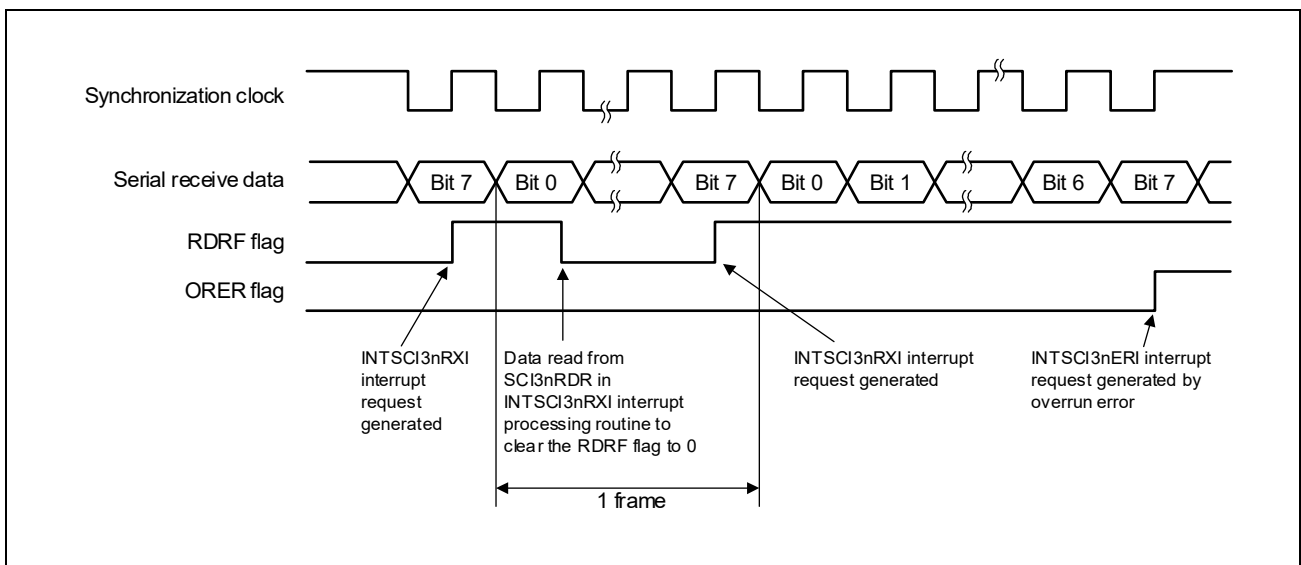 Synchronization clock
Serial receive data
Bit 7
Bit 0
Bit 7
Bit 0
Bit 1
Bit 6
Bit 7
RDRF flag
ORER flag
INTSCI3nRXI
interrupt
request
generated
Data read from
SCI3nRDR in
INTSCI3nRXI interrupt
processing routine to
clear the RDRF flag to 0
INTSCI3nRXI interrupt
request generated
INTSCI3nERI interrupt
request generated by
overrun error
1 frame